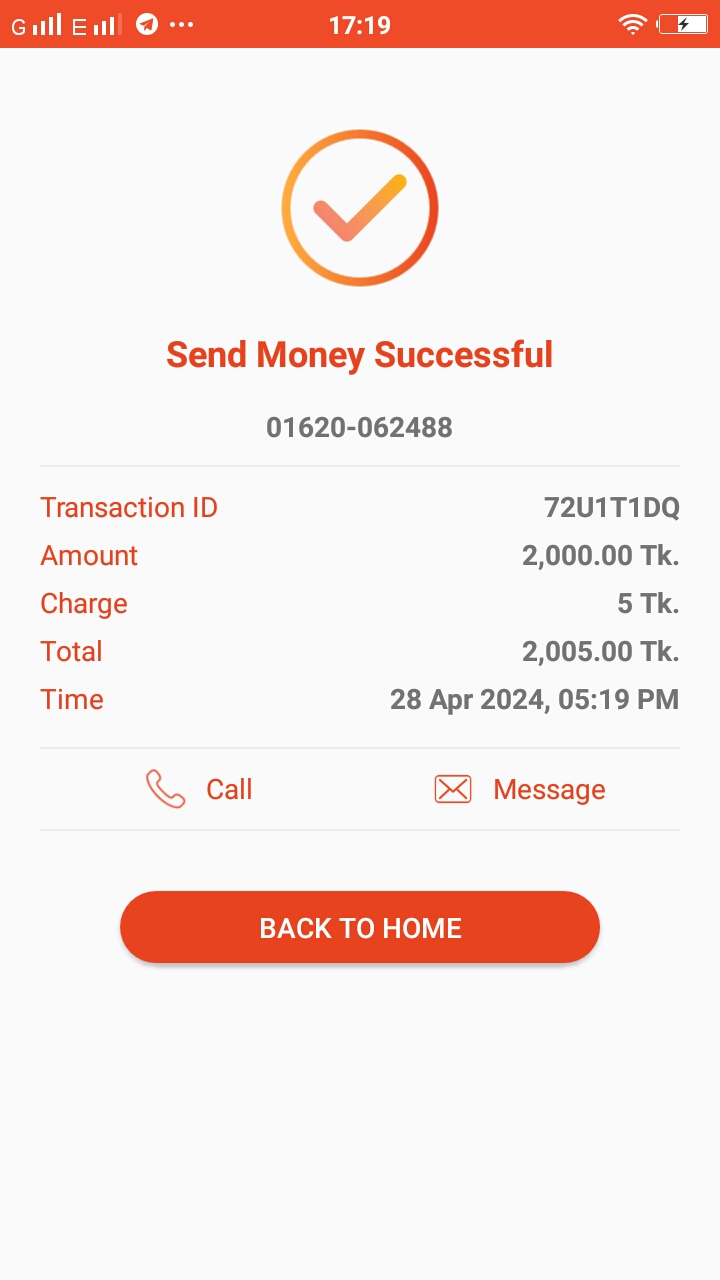 G E 17:19
Send Money Successful
01620-062488
Transaction ID 72U1T1DQ
Amount 2,000.00 Tk.
Charge 5 Tk.
Total 2,005.00 Tk.
Time 28 Apr 2024, 05:19 PM
Call Message
BACK TO HOME